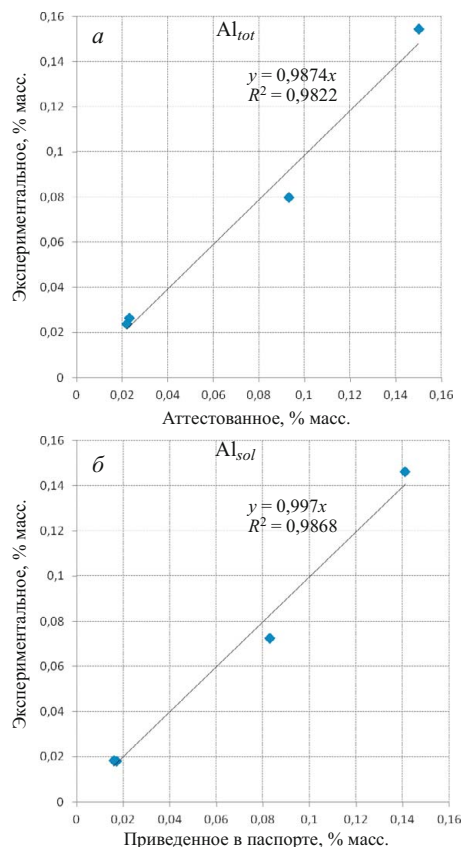 0,16
а
Al_tot
0,14
y = 0,9874x
R² = 0,9822
0,12
0,1
0,08
0,06
0,04
0,02
0
0 0,02 0,04 0,06 0,08 0,1 0,12 0,14 0,16
Экспериментальное, % масс.
Аттестованное, % масс.
0,16
б
Al_sol
0,14
y = 0,997x
R² = 0,9868
0,12
0,1
0,08
0,06
0,04
0,02
0
0 0,02 0,04 0,06 0,08 0,1 0,12 0,14 0,16
Экспериментальное, % масс.
Приведенное в паспорте, % масс.